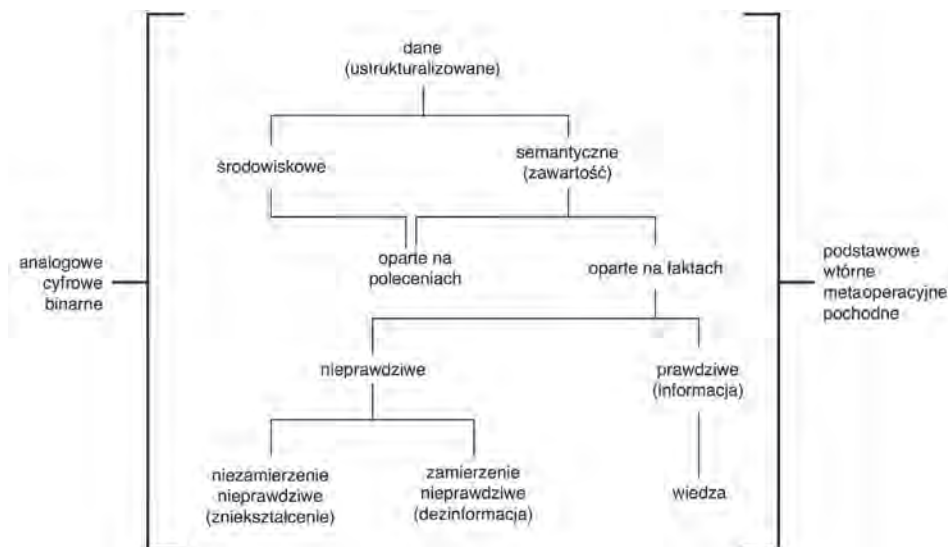 dane
(ustrukturalizowane)
środowiskowe
semantyczne
(zawartość)
analogowe
cyfrowe
binarne
oparte na
poleceniach
oparte na faktach
podstawowe
wtórne
metaoperacyjne
pochodne
nieprawdziwe
prawdziwe
(informacja)
niezamierzenie
nieprawdziwe
(zniekształcenie)
zamierzenie
nieprawdziwe
(dezinformacja)
wiedza